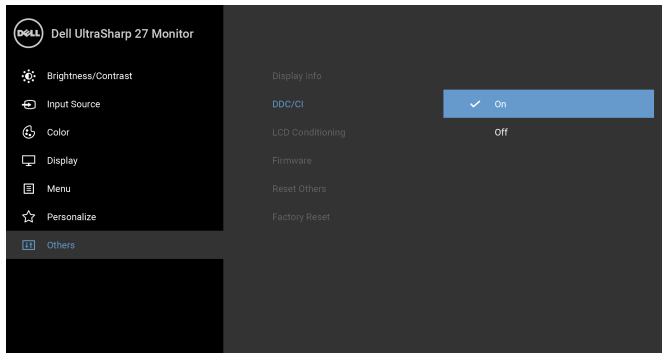 DELL Dell UltraSharp 27 Monitor
Brightness/Contrast
Input Source
Color
Display
Menu
Personalize
Others
Display Info
DDC/CI
LCD Conditioning
Firmware
Reset Others
Factory Reset
On
Off